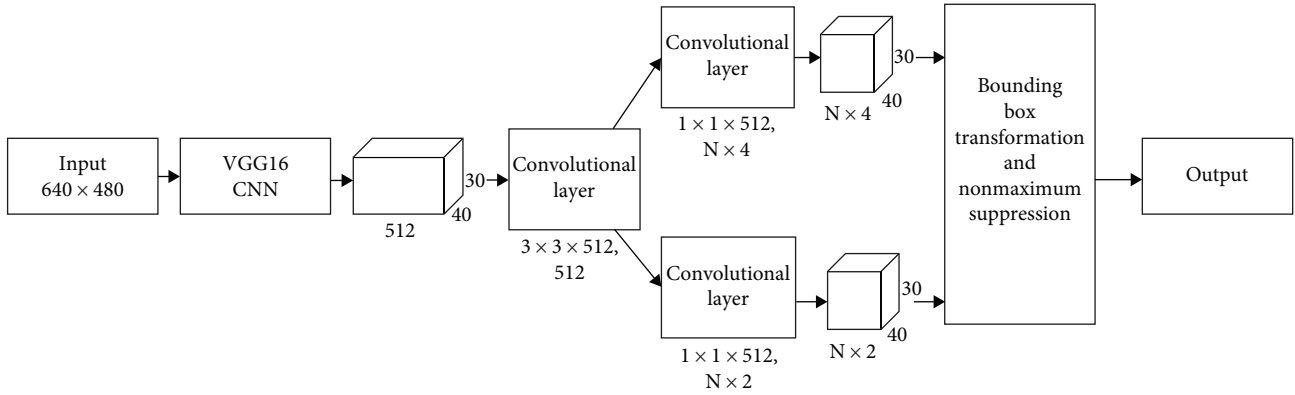 Input
640 × 480
VGG16
CNN
512
30
40
Convolutional
layer
3 × 3 × 512,
512
Convolutional
layer
1 × 1 × 512,
N × 4
N × 4
30
40
Convolutional
layer
1 × 1 × 512,
N × 2
N × 2
30
40
Bounding
box
transformation
and
nonmaximum
suppression
Output